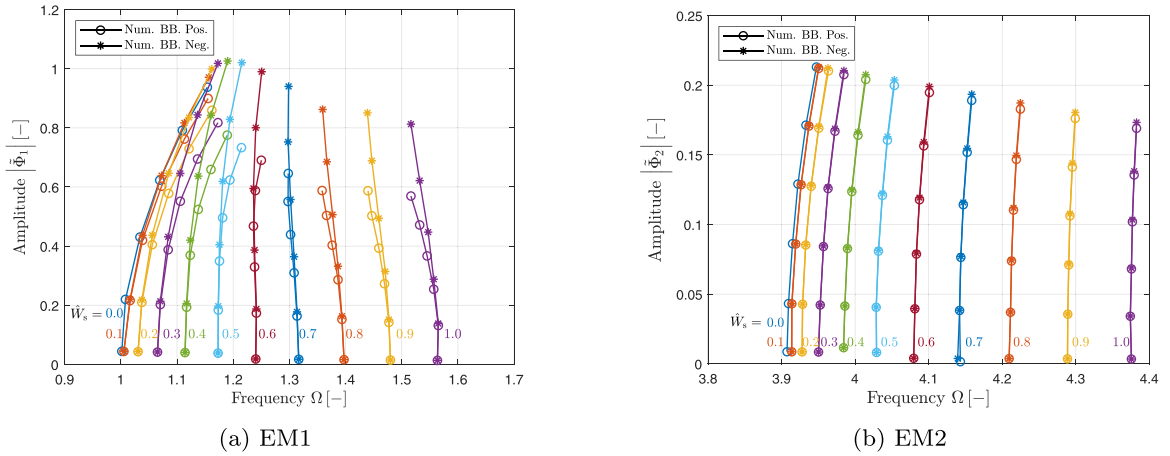 Num. BB. Pos.
Num. BB. Neg.
Amplitude |Φ̃̂₁| [−]
1.2
1
0.8
0.6
0.4
0.2
0
Ŵs = 0.0
0.1 0.2 0.3 0.4 0.5 0.6 0.7 0.8 0.9 1.0
0.9 1 1.1 1.2 1.3 1.4 1.5 1.6 1.7
Frequency Ω [−]
(a) EM1
Num. BB. Pos.
Num. BB. Neg.
Amplitude |Φ̃̂₂| [−]
0.25
0.2
0.15
0.1
0.05
0
Ŵs = 0.0
0.1 0.2 0.3 0.4 0.5 0.6 0.7 0.8 0.9 1.0
3.8 3.9 4 4.1 4.2 4.3 4.4
Frequency Ω [−]
(b) EM2